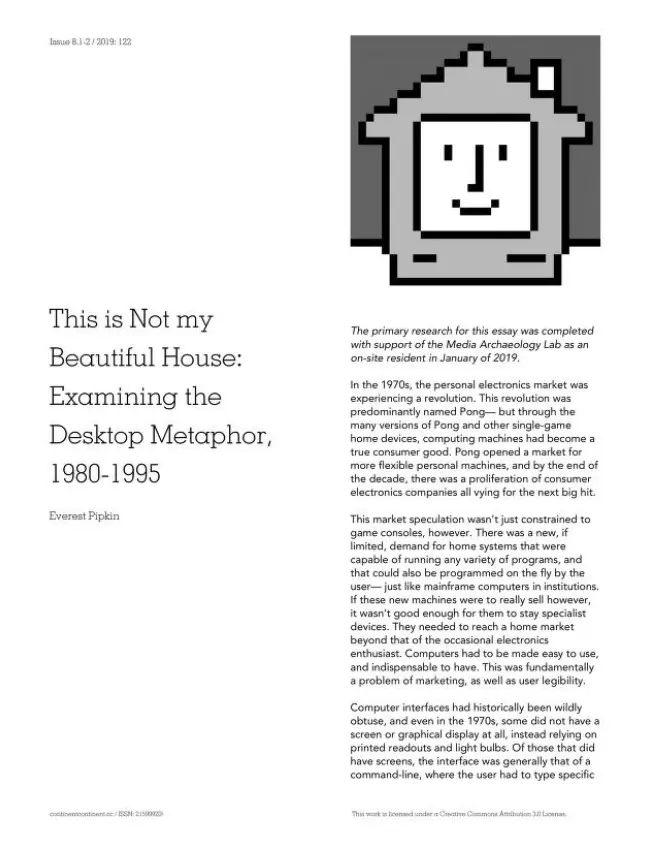 Issue 8.1-2 / 2019: 122
This is Not my
Beautiful House:
Examining the
Desktop Metaphor,
1980-1995
Everest Pipkin
The primary research for this essay was completed
with support of the Media Archaeology Lab as an
on-site resident in January of 2019.
In the 1970s, the personal electronics market was
experiencing a revolution. This revolution was
predominantly named Pong— but through the
many versions of Pong and other single-game
home devices, computing machines had become a
true consumer good. Pong opened a market for
more flexible personal machines, and by the end of
the decade, there was a proliferation of consumer
electronics companies all vying for the next big hit.
This market speculation wasn't just constrained to
game consoles, however. There was a new, if
limited, demand for home systems that were
capable of running any variety of programs, and
that could also be programmed on the fly by the
user— just like mainframe computers in institutions.
If these new machines were to really sell however,
it wasn't good enough for them to stay specialist
devices. They needed to reach a home market
beyond that of the occasional electronics
enthusiast. Computers had to be made easy to use,
and indispensable to have. This was fundamentally
a problem of marketing, as well as user legibility.
Computer interfaces had historically been wildly
obtuse, and even in the 1970s, some did not have a
screen or graphical display at all, instead relying on
printed readouts and light bulbs. Of those that did
have screens, the interface was generally that of a
command-line, where the user had to type specific
continentcontinent.cc / ISSN: 21599920
This work is licensed under a Creative Commons Attribution 3.0 License.